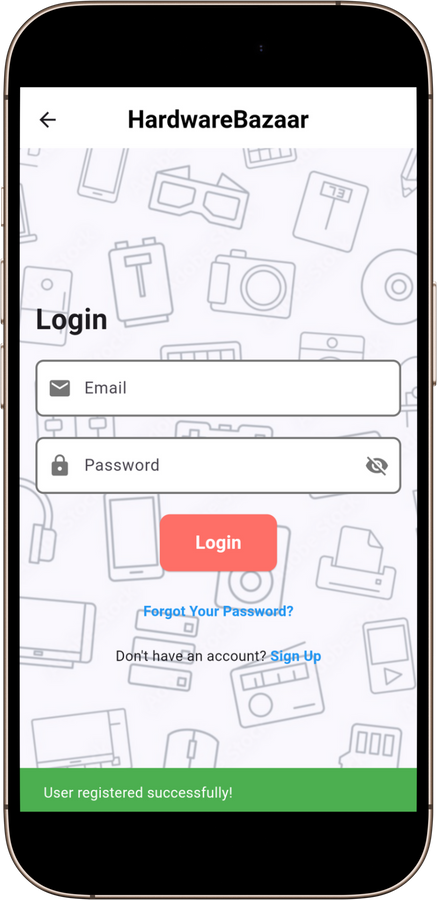 HardwareBazaar
Login
Email
Password
Login
Forgot Your Password?
Don't have an account? Sign Up
User registered successfully!